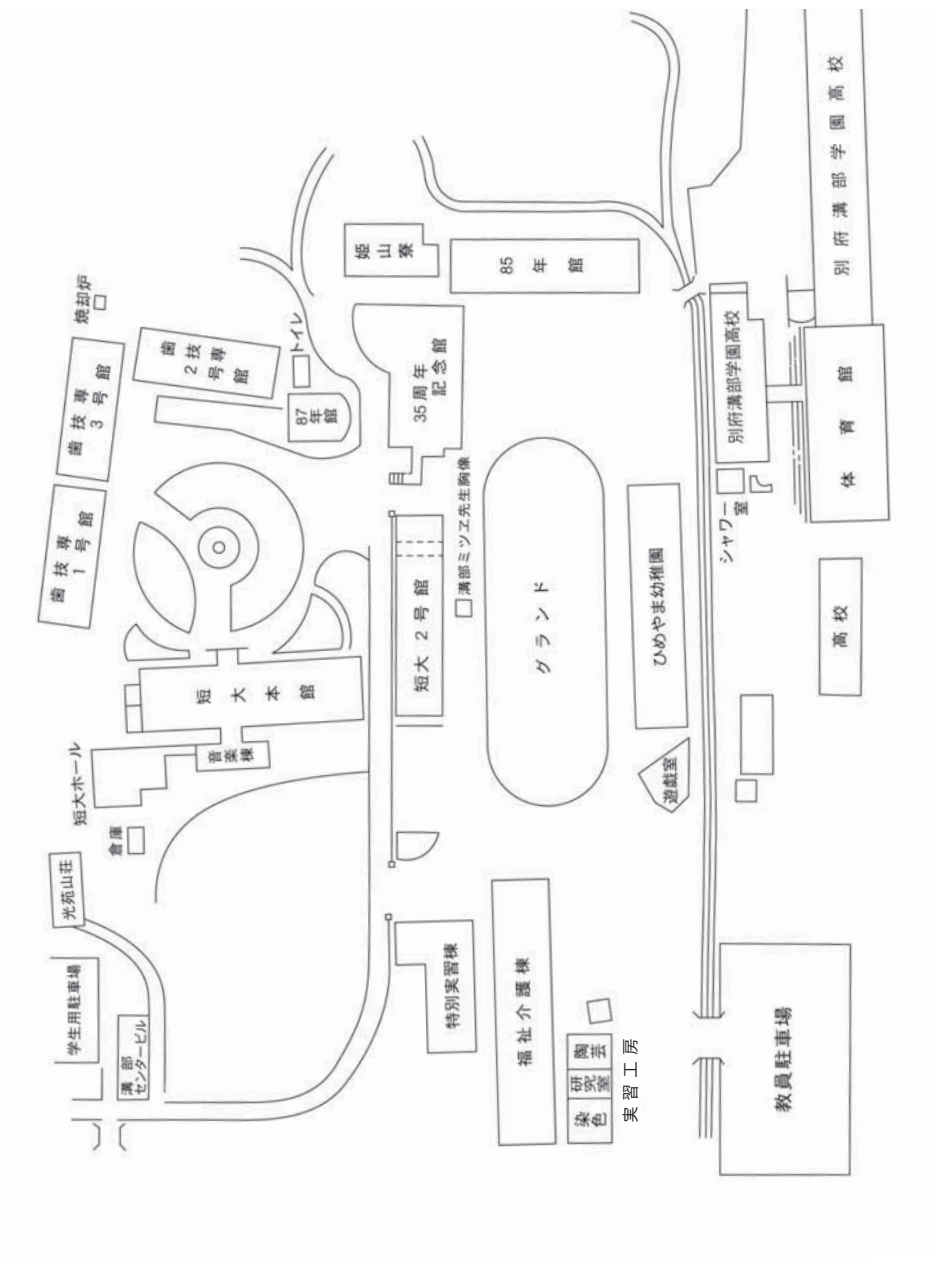 焼却炉
歯技専
3号館
歯技専
2号館
トイレ
87
年館
歯技専
1号館
姫山寮
85年館
35周年
記念館
別府溝部学園高校
別府溝部学園高校
体育館
シャワー
室
高校
溝部ミツヱ先生胸像
短大2号館
グランド
ひめやま幼稚園
遊戯室
短大本館
音楽棟
短大ホール
倉庫
光苑山荘
学生用駐車場
溝部
センタービル
特別実習棟
福祉介護棟
陶芸
研究室
染色
実習工房
教員駐車場